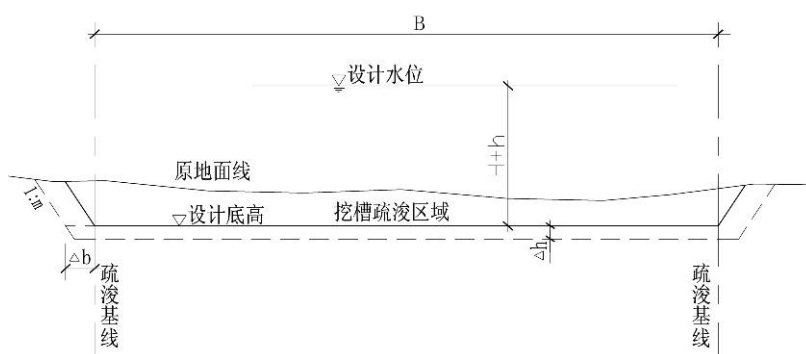 B
设计水位
H+h
原地面线
1:m
设计底高
挖槽疏浚区域
△b
△h
疏浚基线
疏浚基线